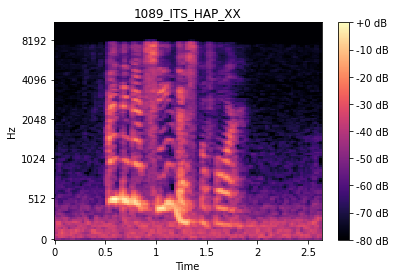 1089_ITS_HAP_XX
Hz
8192
4096
2048
1024
512
0
0
0.5
1
1.5
2
2.5
Time
+0 dB
-10 dB
-20 dB
-30 dB
-40 dB
-50 dB
-60 dB
-70 dB
-80 dB